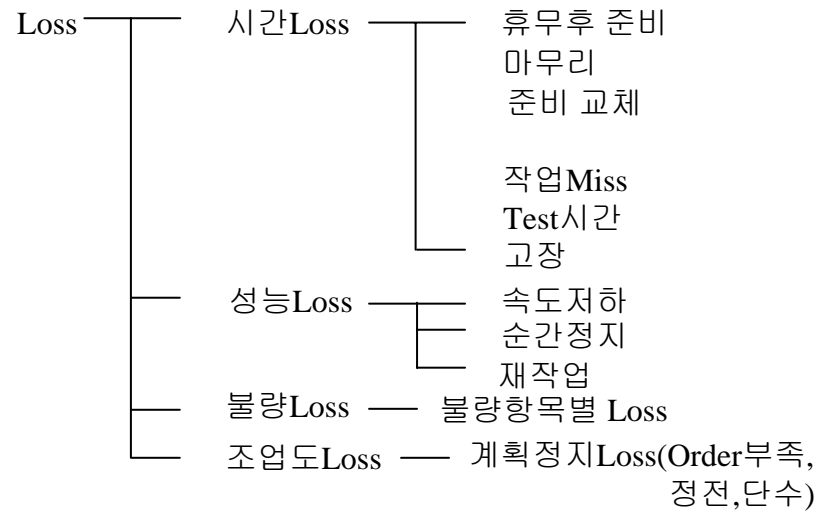 Loss 시간Loss 휴무후 준비
마무리
준비 교체
작업Miss
Test시간
고장
성능Loss 속도저하
순간정지
재작업
불량Loss 불량항목별 Loss
조업도Loss 계획정지Loss(Order부족,
정전,단수)